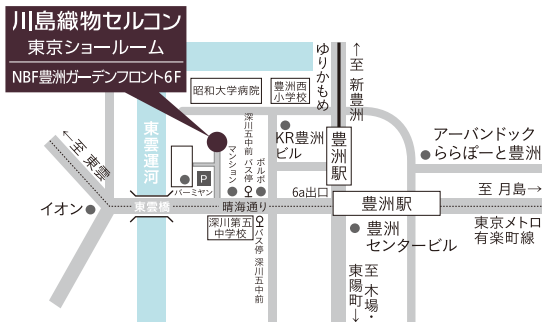 川島織物セルコン
東京ショールーム
NBF豊洲ガーデンフロント6F
昭和大学病院
豊洲西
小学校
ゆりかもめ
↑至 新豊洲
東雲運河
深川五中前
バス停
KR豊洲
ビル
豊洲駅
アーバンドック
ららぽーと豊洲
←至 東雲
P
バーミヤン
マンション
ボルボ
6a出口
至 月島→
イオン
東雲橋
晴海通り
豊洲駅
深川第五
中学校
バス停 深川五中前
豊洲
センタービル
東京メトロ
有楽町線
至 木場・
東陽町→